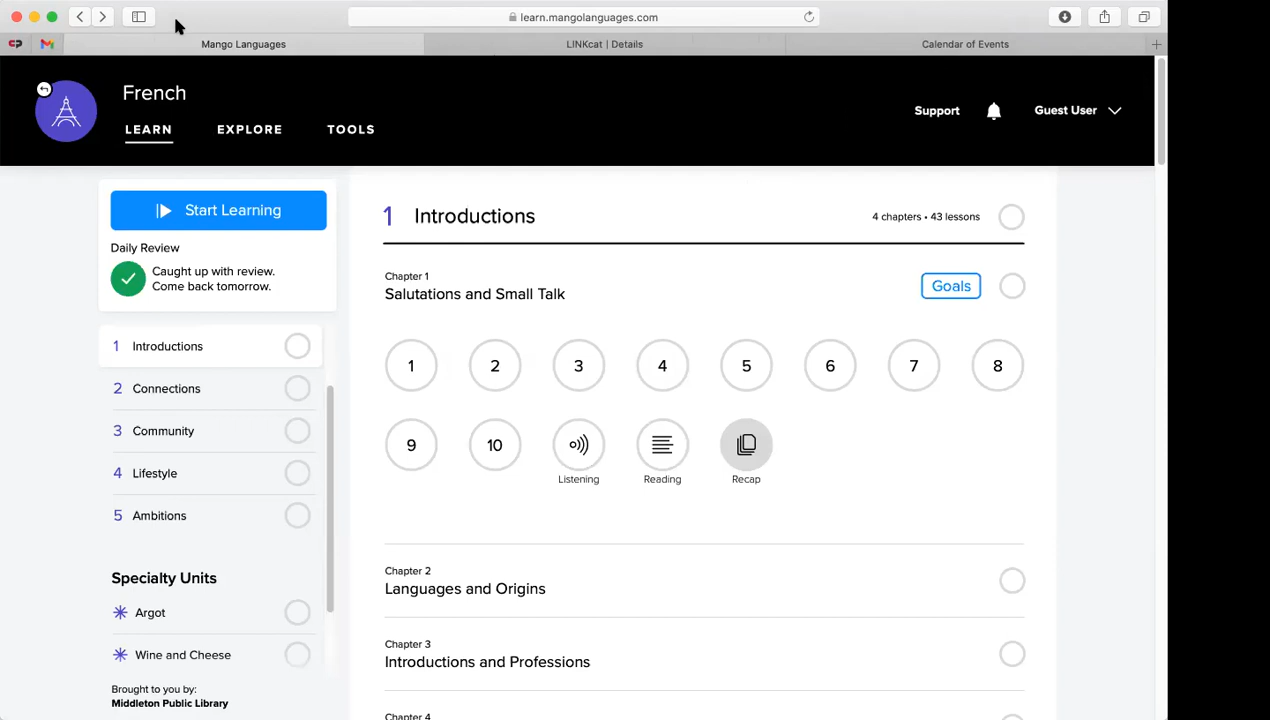 learn.mangolanguages.com
Mango Languages
LINKcat | Details
Calendar of Events
French
LEARN
EXPLORE
TOOLS
Support
Guest User
Start Learning
Daily Review
Caught up with review.
Come back tomorrow.
1 Introductions
2 Connections
3 Community
4 Lifestyle
5 Ambitions
Specialty Units
Argot
Wine and Cheese
Brought to you by:
Middleton Public Library
1 Introductions
4 chapters • 43 lessons
Chapter 1
Salutations and Small Talk
Goals
1 2 3 4 5 6 7 8
9 10
Listening Reading Recap
Chapter 2
Languages and Origins
Chapter 3
Introductions and Professions
Chapter 4